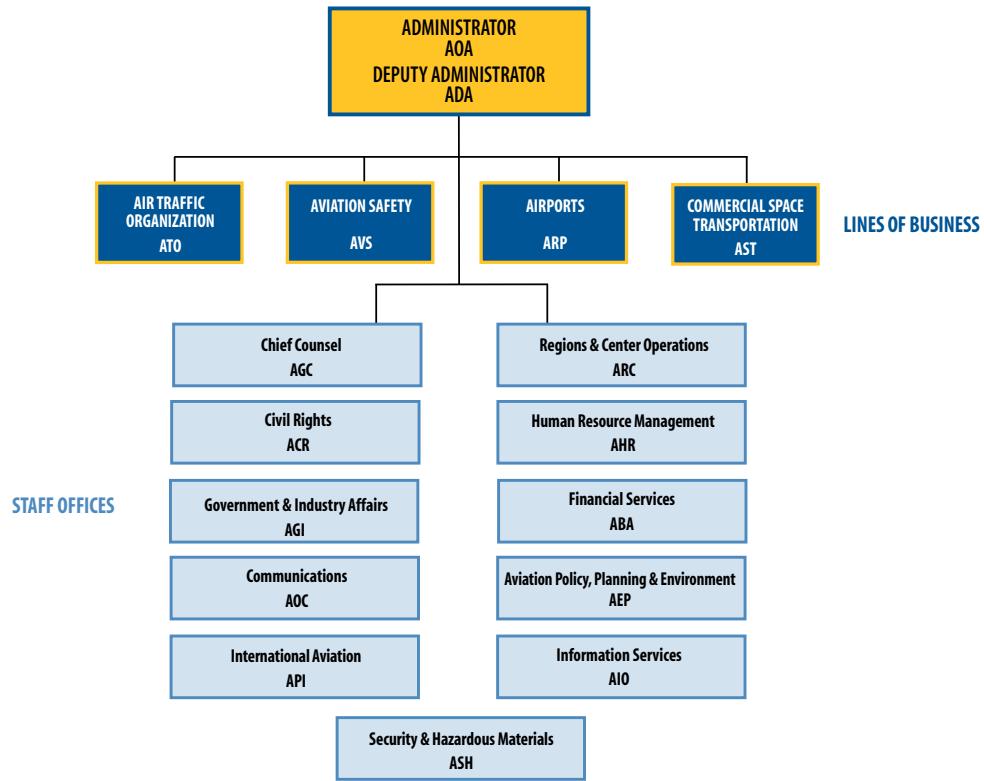 ADMINISTRATOR
AOA
DEPUTY ADMINISTRATOR
ADA
AIR TRAFFIC
ORGANIZATION
ATO
AVIATION SAFETY
AVS
AIRPORTS
ARP
COMMERCIAL SPACE
TRANSPORTATION
AST
LINES OF BUSINESS
STAFF OFFICES
Chief Counsel
AGC
Regions & Center Operations
ARC
Civil Rights
ACR
Human Resource Management
AHR
Government & Industry Affairs
AGI
Financial Services
ABA
Communications
AOC
Aviation Policy, Planning & Environment
AEP
International Aviation
API
Information Services
AIO
Security & Hazardous Materials
ASH